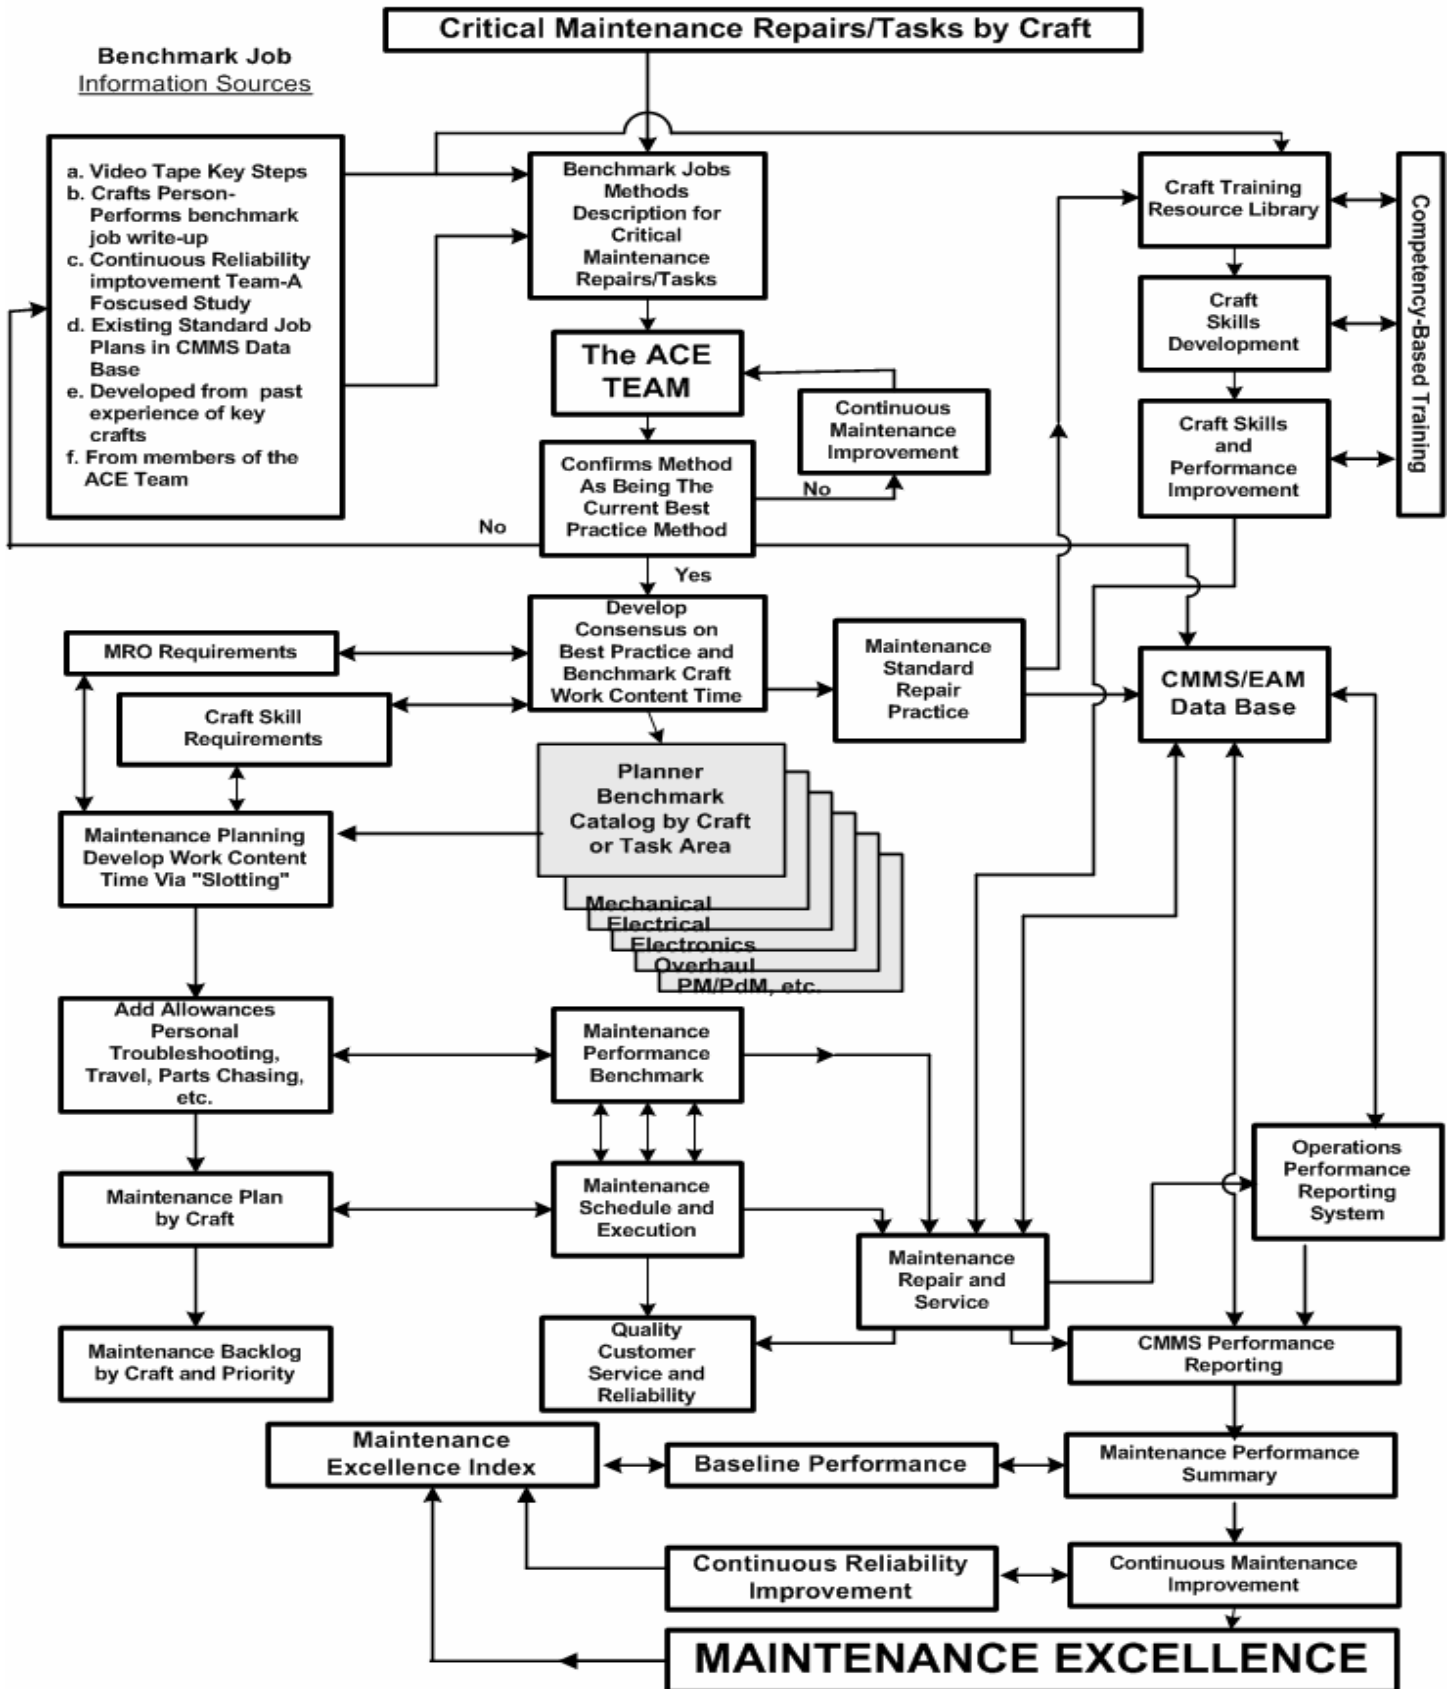 Critical Maintenance Repairs/Tasks by Craft
Benchmark Job
Information Sources
a. Video Tape Key Steps
b. Crafts Person-
Performs benchmark
job write-up
c. Continuous Reliability
imptovement Team-A
Foscused Study
d. Existing Standard Job
Plans in CMMS Data
Base
e. Developed from past
experience of key
crafts
f. From members of the
ACE Team
Benchmark Jobs
Methods
Description for
Critical
Maintenance
Repairs/Tasks
Craft Training
Resource Library
Competency-Based Training
Craft
Skills
Development
The ACE
TEAM
Continuous
Maintenance
Improvement
Craft Skills
and
Performance
Improvement
Confirms Method
As Being The
Current Best
Practice Method
No
No
Yes
Develop
Consensus on
Best Practice and
Benchmark Craft
Work Content Time
MRO Requirements
Maintenance
Standard
Repair
Practice
CMMS/EAM
Data Base
Craft Skill
Requirements
Planner
Benchmark
Catalog by Craft
or Task Area
Mechanical
Electrical
Electronics
Overhaul
PM/PdM, etc.
Maintenance Planning
Develop Work Content
Time Via "Slotting"
Add Allowances
Personal
Troubleshooting,
Travel, Parts Chasing,
etc.
Maintenance
Performance
Benchmark
Operations
Performance
Reporting
System
Maintenance Plan
by Craft
Maintenance
Schedule and
Execution
Maintenance
Repair and
Service
Maintenance Backlog
by Craft and Priority
Quality
Customer
Service and
Reliability
CMMS Performance
Reporting
Maintenance
Excellence Index
Baseline Performance
Maintenance Performance
Summary
Continuous Reliability
Improvement
Continuous Maintenance
Improvement
MAINTENANCE EXCELLENCE